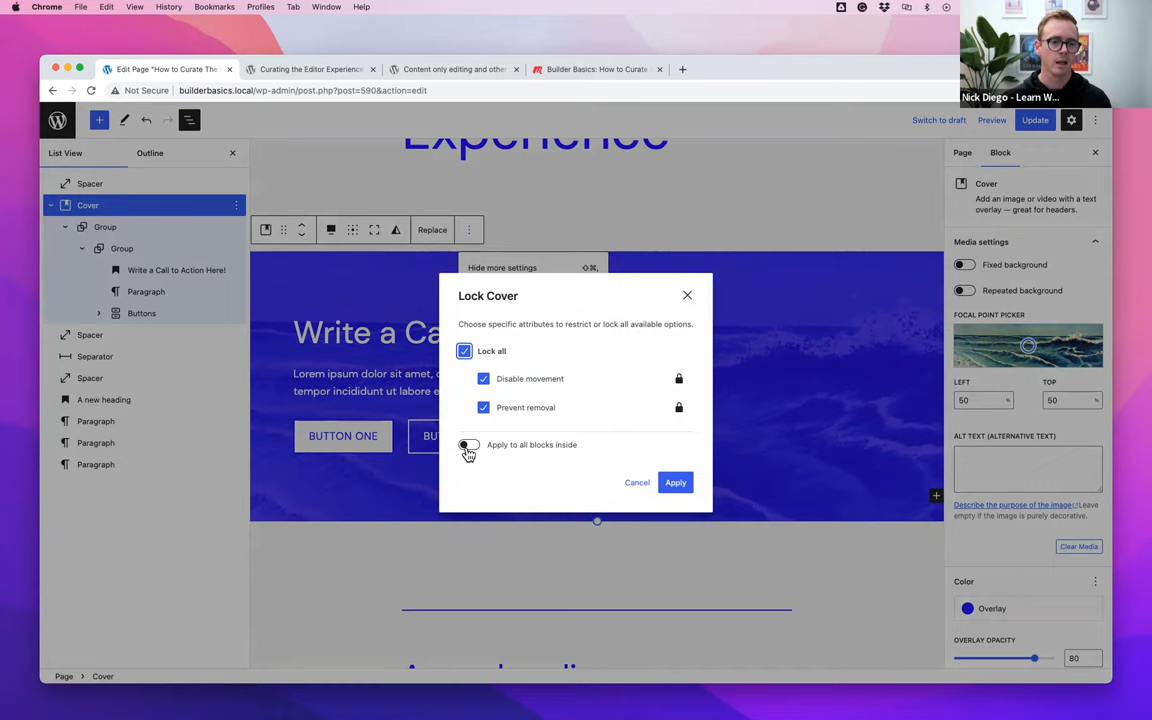 Chrome File Edit View History Bookmarks Profiles Tab Window Help
Nick Diego - Learn W...
Edit Page "How to Curate The
Curating the Editor Experience
Content only editing and other
Builder Basics: How to Curate
Not Secure builderbasics.local/wp-admin/post.php?post=590&action=edit
Switch to draft Preview Update
Experience
List View Outline
Spacer
Cover
Group
Group
Write a Call to Action Here!
Paragraph
Buttons
Spacer
Separator
Spacer
A new heading
Paragraph
Paragraph
Paragraph
Replace
Hide more settings ⇧⌘,
Write a Ca
Lorem ipsum dolor sit amet, c
mod incididunt ut labore e
BUTTON ONE
BU
Lock Cover
Choose specific attributes to restrict or lock all available options.
Lock all
Disable movement
Prevent removal
Apply to all blocks inside
Cancel Apply
Page Block
Cover
Add an image or video with a text
overlay — great for headers.
Media settings
Fixed background
Repeated background
FOCAL POINT PICKER
LEFT TOP
50 % 50 %
ALT TEXT (ALTERNATIVE TEXT)
Describe the purpose of the image Leave
empty if the image is purely decorative.
Clear Media
Color
Overlay
OVERLAY OPACITY
80
Page > Cover